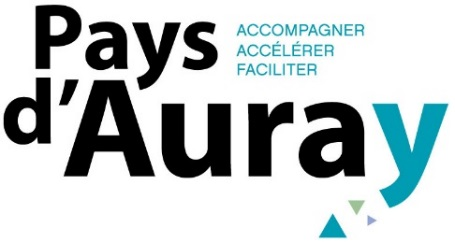 Pays
d'Auray
ACCOMPAGNER
ACCÉLÉRER
FACILITER